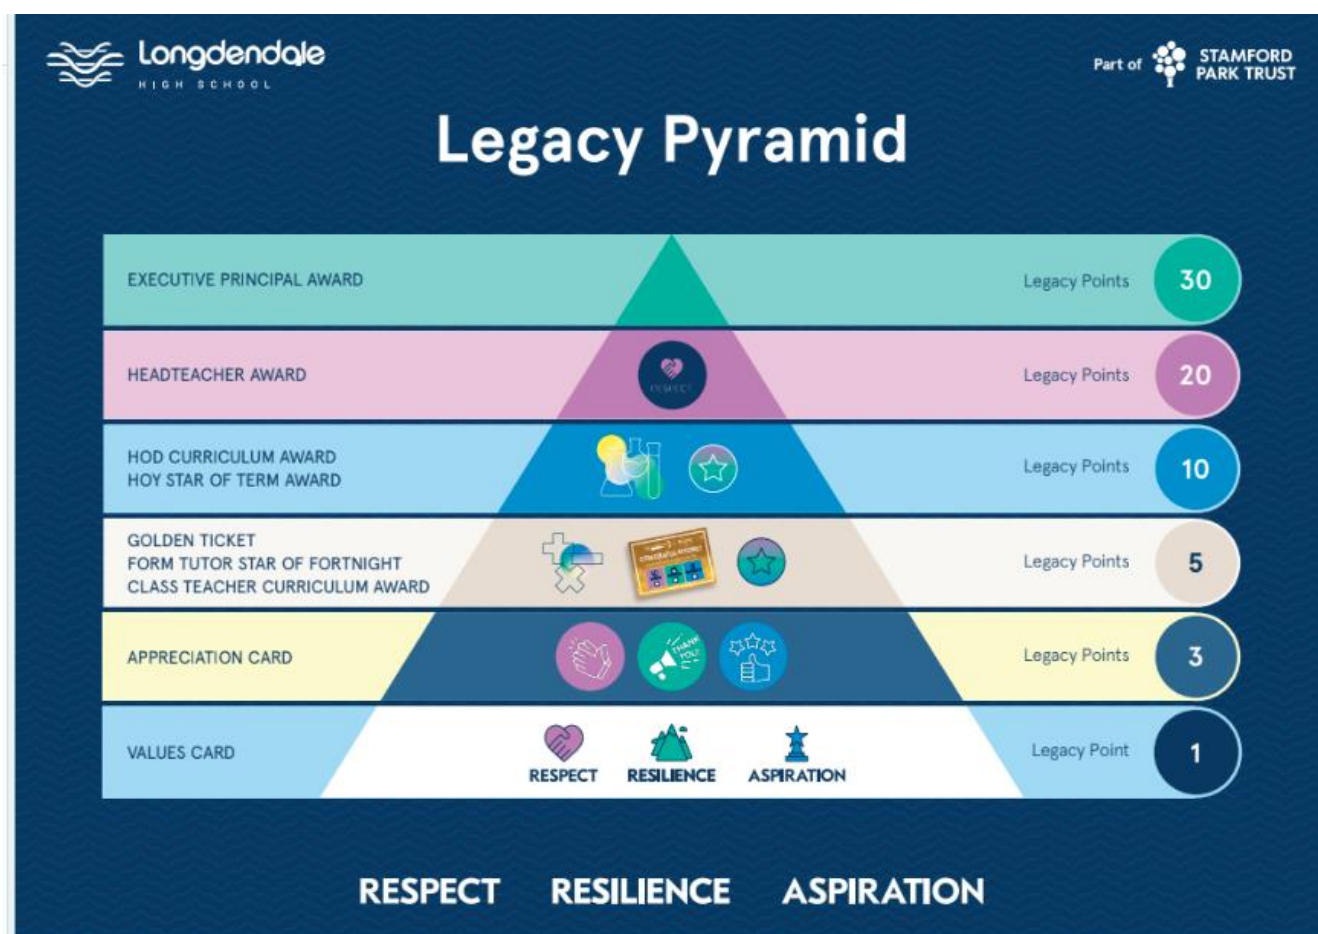 Longdendale
HIGH SCHOOL
Part of
STAMFORD
PARK TRUST
Legacy Pyramid
EXECUTIVE PRINCIPAL AWARD
Legacy Points
30
HEADTEACHER AWARD
RESPECT
Legacy Points
20
HOD CURRICULUM AWARD
HOY STAR OF TERM AWARD
Legacy Points
10
GOLDEN TICKET
FORM TUTOR STAR OF FORTNIGHT
CLASS TEACHER CURRICULUM AWARD
Legacy Points
5
APPRECIATION CARD
THANK
YOU!
Legacy Points
3
VALUES CARD
RESPECT
RESILIENCE
ASPIRATION
Legacy Point
1
RESPECT RESILIENCE ASPIRATION